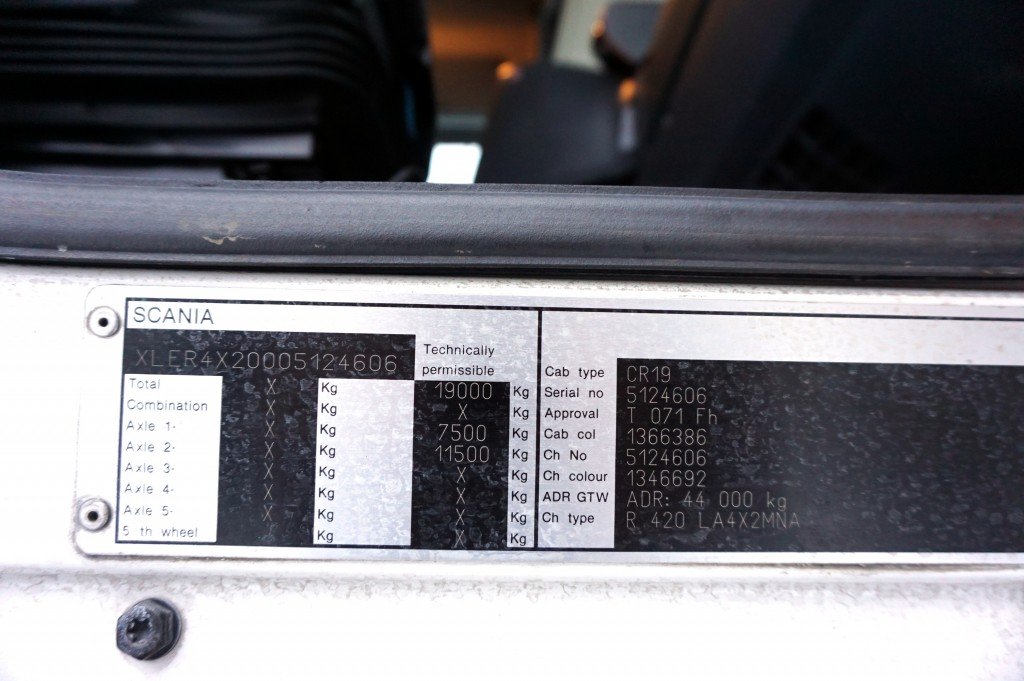 SCANIA
XLER4X20005124606
Technically
permissible
Total X Kg 19000 Kg
Combination X Kg X Kg
Axle 1- X Kg 7500 Kg
Axle 2- X Kg 11500 Kg
Axle 3- X Kg X Kg
Axle 4- X Kg X Kg
Axle 5- X Kg X Kg
5 th wheel Kg X Kg
Cab type CR19
Serial no 5124606
Approval T 071 Fh
Cab col 1366386
Ch No 5124606
Ch colour 1346692
ADR GTW ADR: 44 000 kg
Ch type R 420 LA4X2MNA